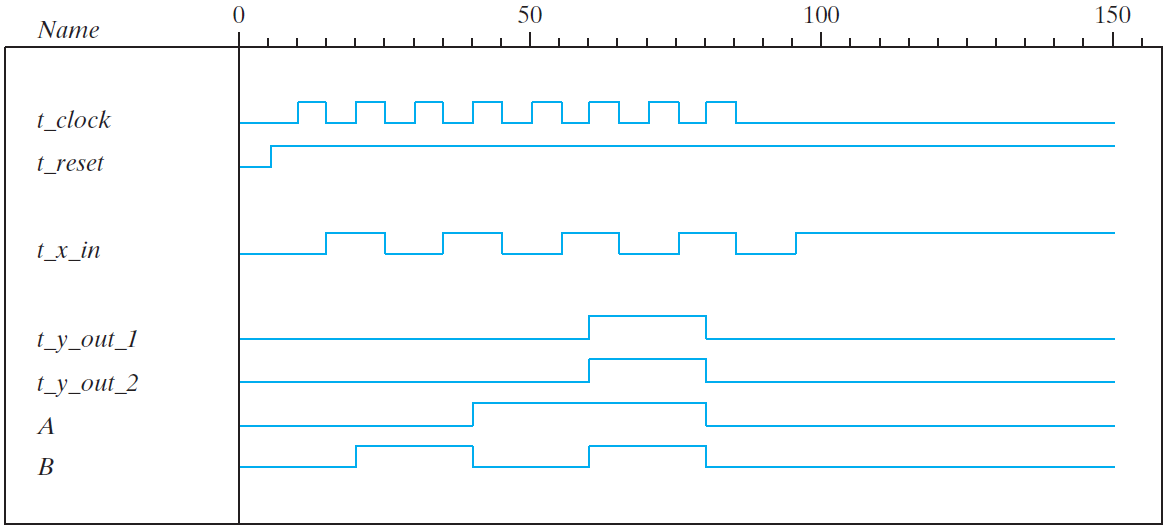 0 50 100 150
Name
t_clock
t_reset
t_x_in
t_y_out_1
t_y_out_2
A
B